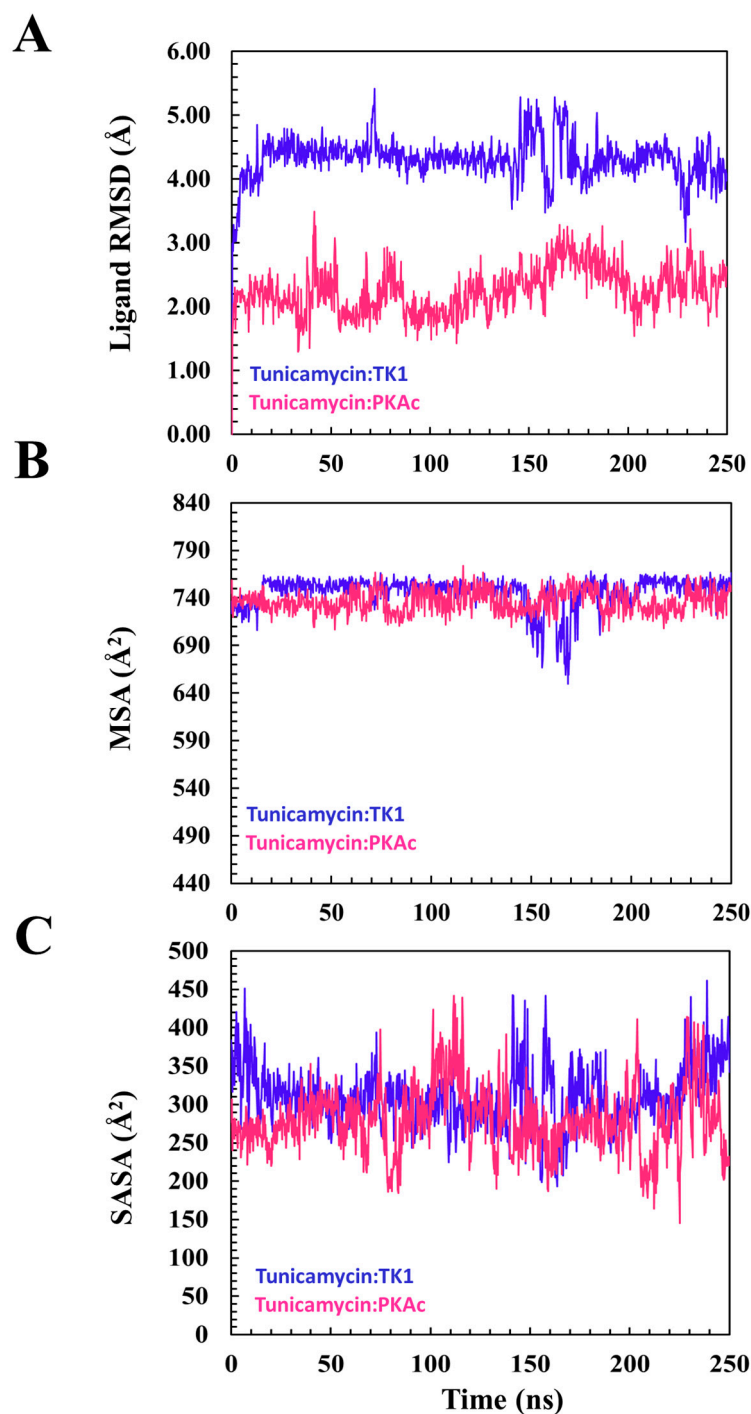 A
Ligand RMSD (Å)
6.00
5.00
4.00
3.00
2.00
1.00
0.00
Tunicamycin:TK1
Tunicamycin:PKAc
0 50 100 150 200 250
B
MSA (Å²)
840
790
740
690
640
590
540
490
440
Tunicamycin:TK1
Tunicamycin:PKAc
0 50 100 150 200 250
C
SASA (Å²)
500
450
400
350
300
250
200
150
100
50
0
Tunicamycin:TK1
Tunicamycin:PKAc
0 50 100 150 200 250
Time (ns)